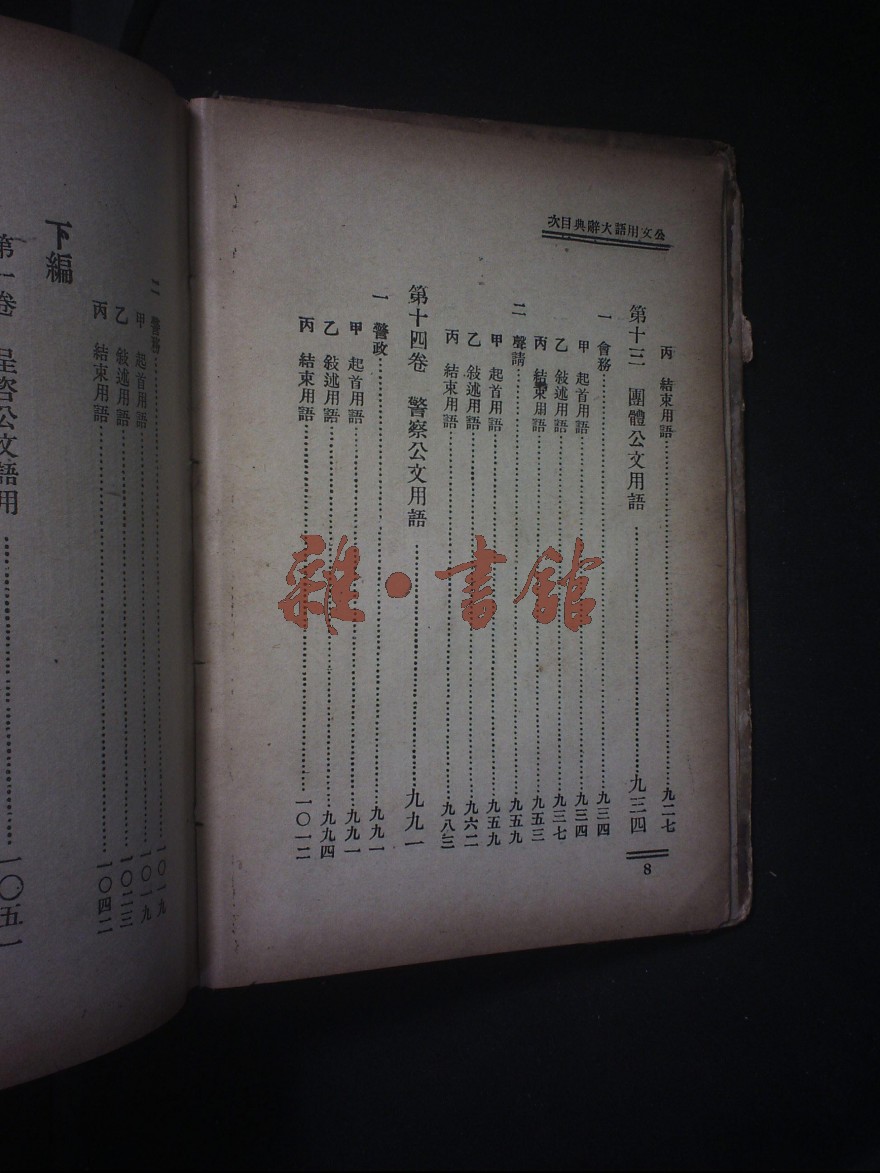 公文用語大辭典目次
丙 結束用語……九二七
第十三 團體公文用語……九三四
一 會務……九三四
甲 起首用語……九三四
乙 敍述用語……九三七
丙 結束用語……九五三
二 聲請……九五九
甲 起首用語……九五九
乙 敍述用語……九六二
丙 結束用語……九八三
第十四卷 警察公文用語……九九一
一 警政……九九一
甲 起首用語……九九一
乙 敍述用語……九九四
丙 結束用語……一〇一二
8
二 警務……一〇一九
甲 起首用語……一〇一九
乙 敍述用語……一〇二三
丙 結束用語……一〇四二
下編
第一卷 呈咨公文語用……一〇五一
雜·書館